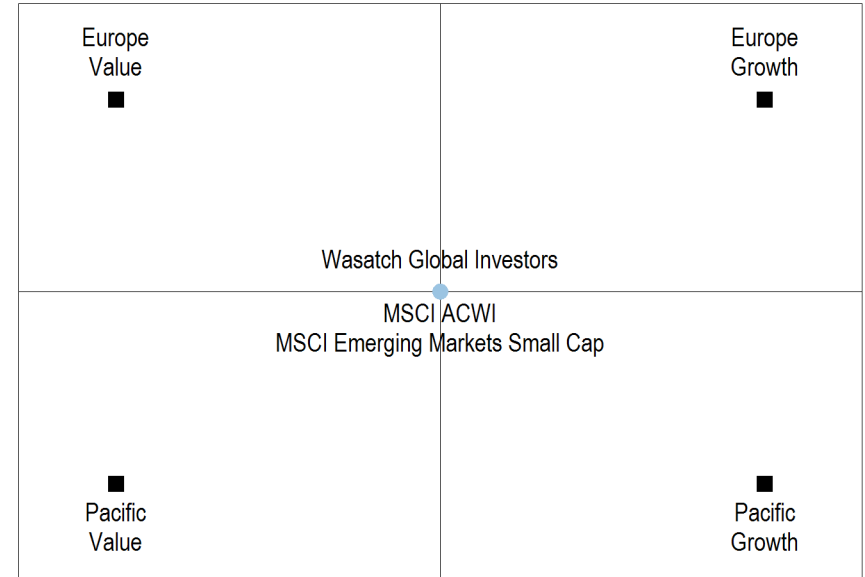 Europe
Value
Europe
Growth
Wasatch Global Investors
MSCI ACWI
MSCI Emerging Markets Small Cap
Pacific
Value
Pacific
Growth